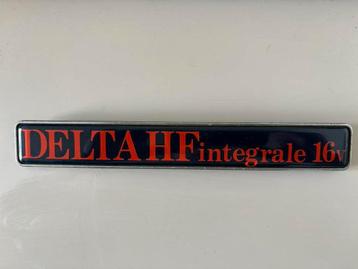 DELTA HF integrale 16v